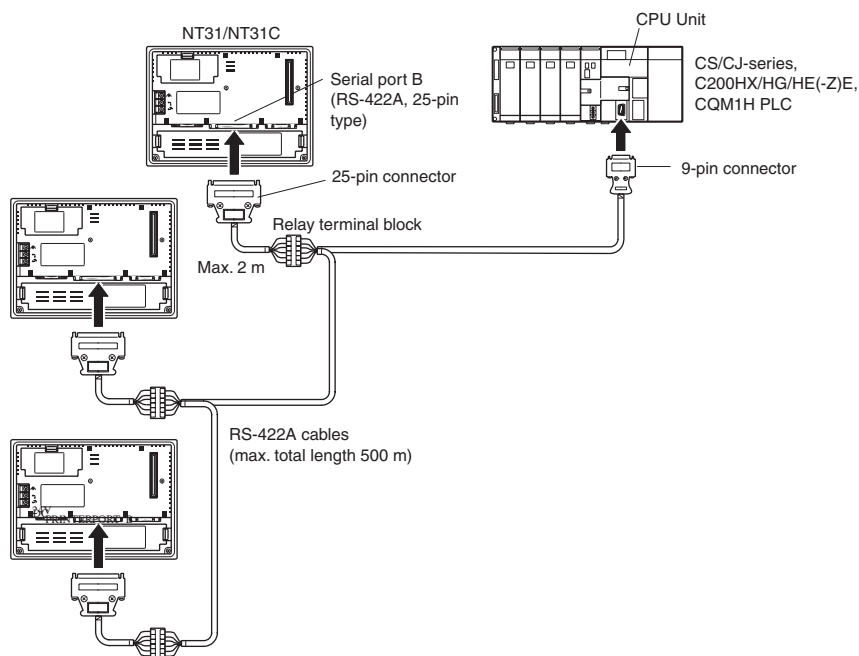 NT31/NT31C
CPU Unit
Serial port B
(RS-422A, 25-pin
type)
CS/CJ-series,
C200HX/HG/HE(-Z)E,
CQM1H PLC
25-pin connector
9-pin connector
Relay terminal block
Max. 2 m
RS-422A cables
(max. total length 500 m)